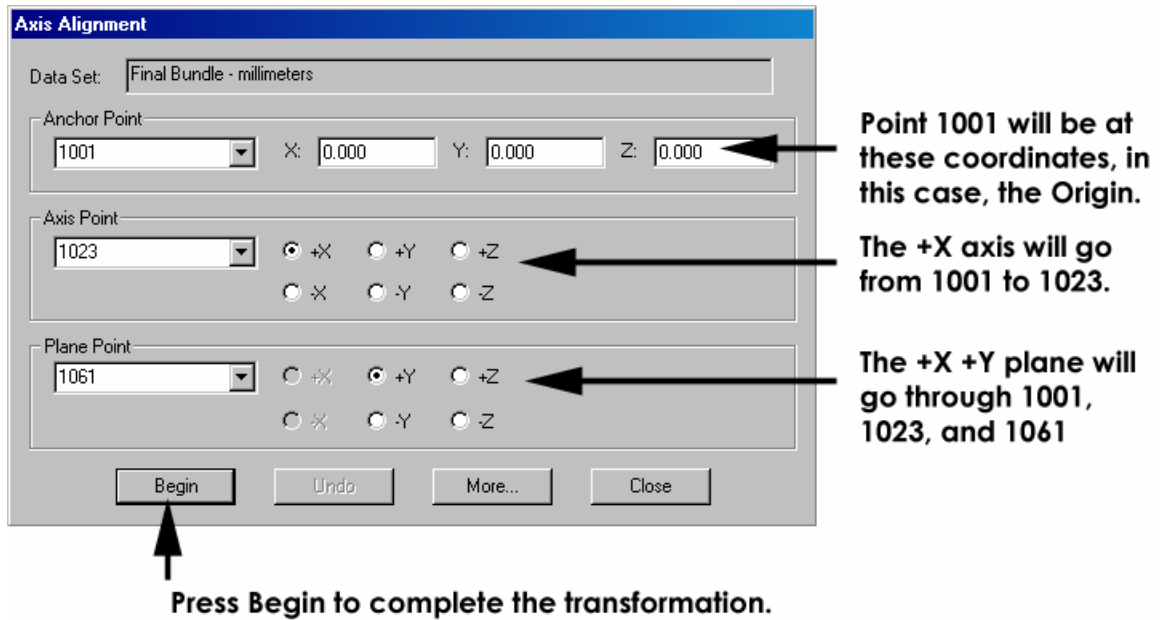 Axis Alignment
Data Set: Final Bundle - millimeters
Anchor Point
1001 X: 0.000 Y: 0.000 Z: 0.000
Point 1001 will be at
these coordinates, in
this case, the Origin.
Axis Point
1023 +X +Y +Z
-X -Y -Z
The +X axis will go
from 1001 to 1023.
Plane Point
1061 +X +Y +Z
-X -Y -Z
The +X +Y plane will
go through 1001,
1023, and 1061
Begin Undo More... Close
Press Begin to complete the transformation.